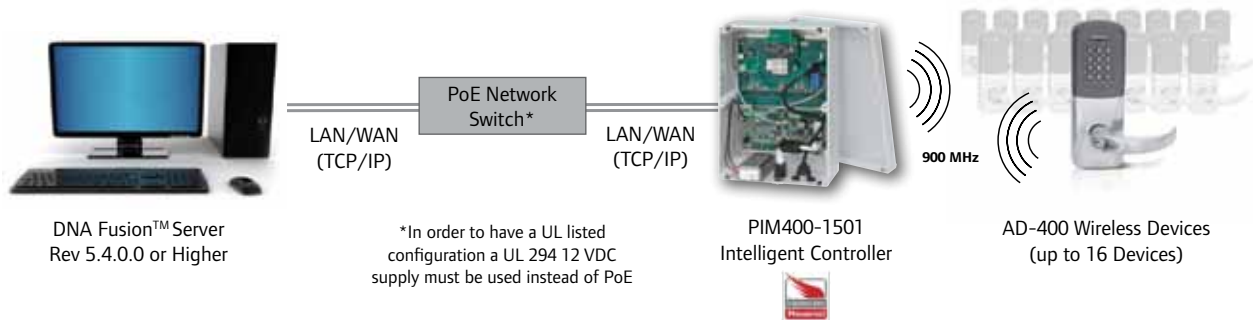 PoE Network
Switch*
LAN/WAN
(TCP/IP)
LAN/WAN
(TCP/IP)
900 MHz
DNA Fusion™ Server
Rev 5.4.0.0 or Higher
*In order to have a UL listed
configuration a UL 294 12 VDC
supply must be used instead of PoE
PIM400-1501
Intelligent Controller
AD-400 Wireless Devices
(up to 16 Devices)